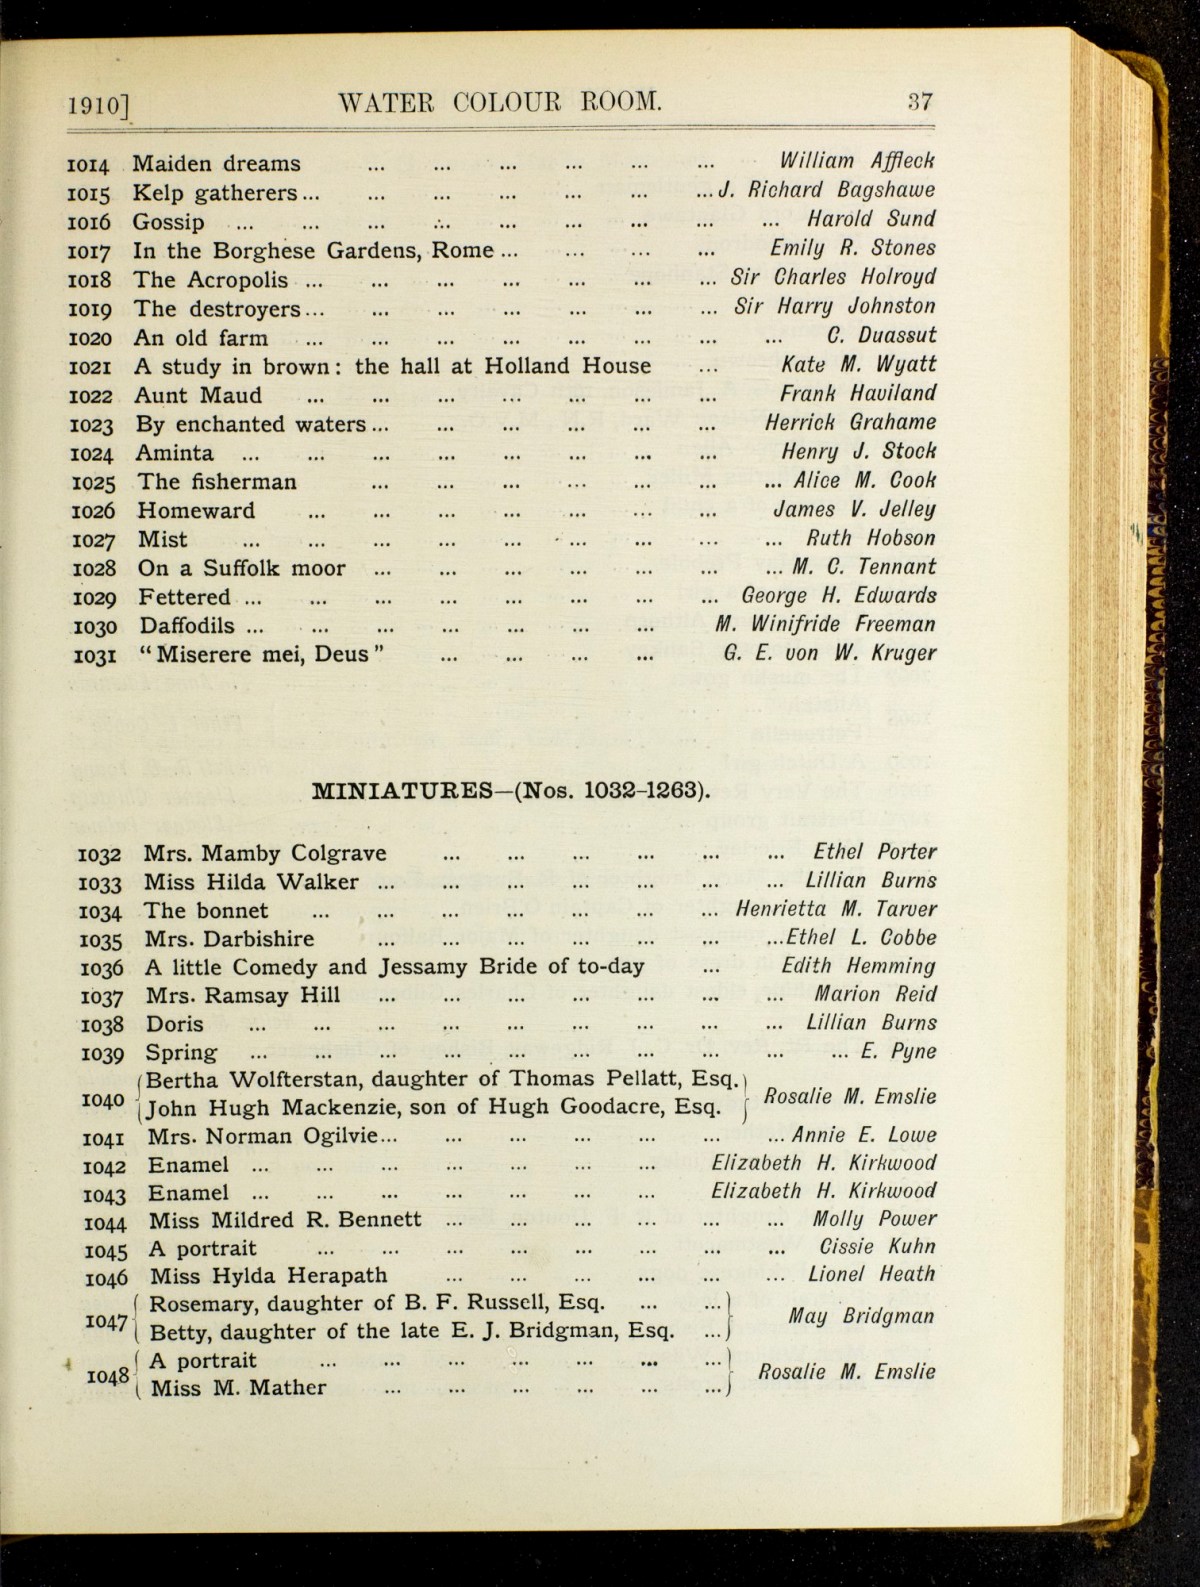 1910] WATER COLOUR ROOM. 37
1014 Maiden dreams ... ... ... ... ... ... William Affleck
1015 Kelp gatherers ... ... ... ... ... ... ... J. Richard Bagshawe
1016 Gossip ... ... ... ... ... ... ... ... ... Harold Sund
1017 In the Borghese Gardens, Rome ... ... ... ... Emily R. Stones
1018 The Acropolis ... ... ... ... ... ... ... Sir Charles Holroyd
1019 The destroyers ... ... ... ... ... ... ... Sir Harry Johnston
1020 An old farm ... ... ... ... ... ... ... ... C. Duassut
1021 A study in brown: the hall at Holland House ... Kate M. Wyatt
1022 Aunt Maud ... ... ... ... ... ... ... Frank Haviland
1023 By enchanted waters ... ... ... ... ... ... Herrick Grahame
1024 Aminta ... ... ... ... ... ... ... ... Henry J. Stock
1025 The fisherman ... ... ... ... ... ... ... Alice M. Cook
1026 Homeward ... ... ... ... ... ... ... James V. Jelley
1027 Mist ... ... ... ... ... ... ... ... ... Ruth Hobson
1028 On a Suffolk moor ... ... ... ... ... ... ... M. C. Tennant
1029 Fettered ... ... ... ... ... ... ... ... George H. Edwards
1030 Daffodils ... ... ... ... ... ... ... M. Winifride Freeman
1031 "Miserere mei, Deus" ... ... ... ... G. E. von W. Kruger
MINIATURES—(Nos. 1032-1263).
1032 Mrs. Mamby Colgrave ... ... ... ... ... ... Ethel Porter
1033 Miss Hilda Walker ... ... ... ... ... ... ... Lillian Burns
1034 The bonnet ... ... ... ... ... ... ... Henrietta M. Tarver
1035 Mrs. Darbishire ... ... ... ... ... ... ... Ethel L. Cobbe
1036 A little Comedy and Jessamy Bride of to-day ... Edith Hemming
1037 Mrs. Ramsay Hill ... ... ... ... ... ... ... Marion Reid
1038 Doris ... ... ... ... ... ... ... ... ... Lillian Burns
1039 Spring ... ... ... ... ... ... ... ... ... ... E. Pyne
1040 { Bertha Wolfterstan, daughter of Thomas Pellatt, Esq. }
{ John Hugh Mackenzie, son of Hugh Goodacre, Esq. } Rosalie M. Emslie
1041 Mrs. Norman Ogilvie ... ... ... ... ... ... ... Annie E. Lowe
1042 Enamel ... ... ... ... ... ... ... Elizabeth H. Kirkwood
1043 Enamel ... ... ... ... ... ... ... Elizabeth H. Kirkwood
1044 Miss Mildred R. Bennett ... ... ... ... ... ... Molly Power
1045 A portrait ... ... ... ... ... ... ... ... Cissie Kuhn
1046 Miss Hylda Herapath ... ... ... ... ... ... Lionel Heath
1047 { Rosemary, daughter of B. F. Russell, Esq. ... ... }
{ Betty, daughter of the late E. J. Bridgman, Esq. ... } May Bridgman
1048 { A portrait ... ... ... ... ... ... ... }
{ Miss M. Mather ... ... ... ... ... ... } Rosalie M. Emslie